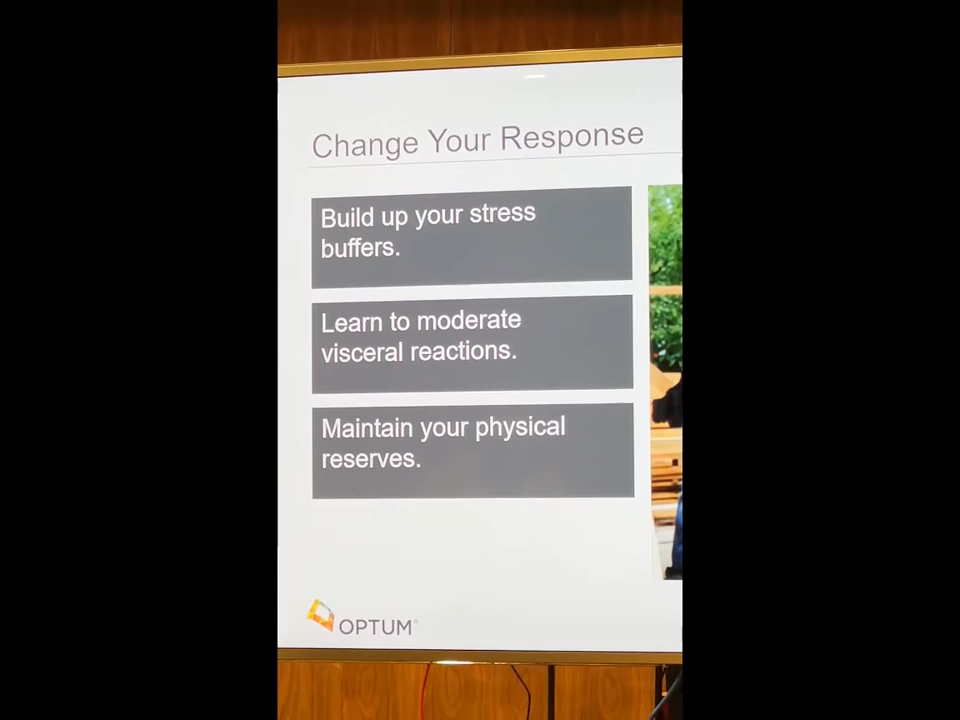 Change Your Response
Build up your stress
buffers.
Learn to moderate
visceral reactions.
Maintain your physical
reserves.
OPTUM®